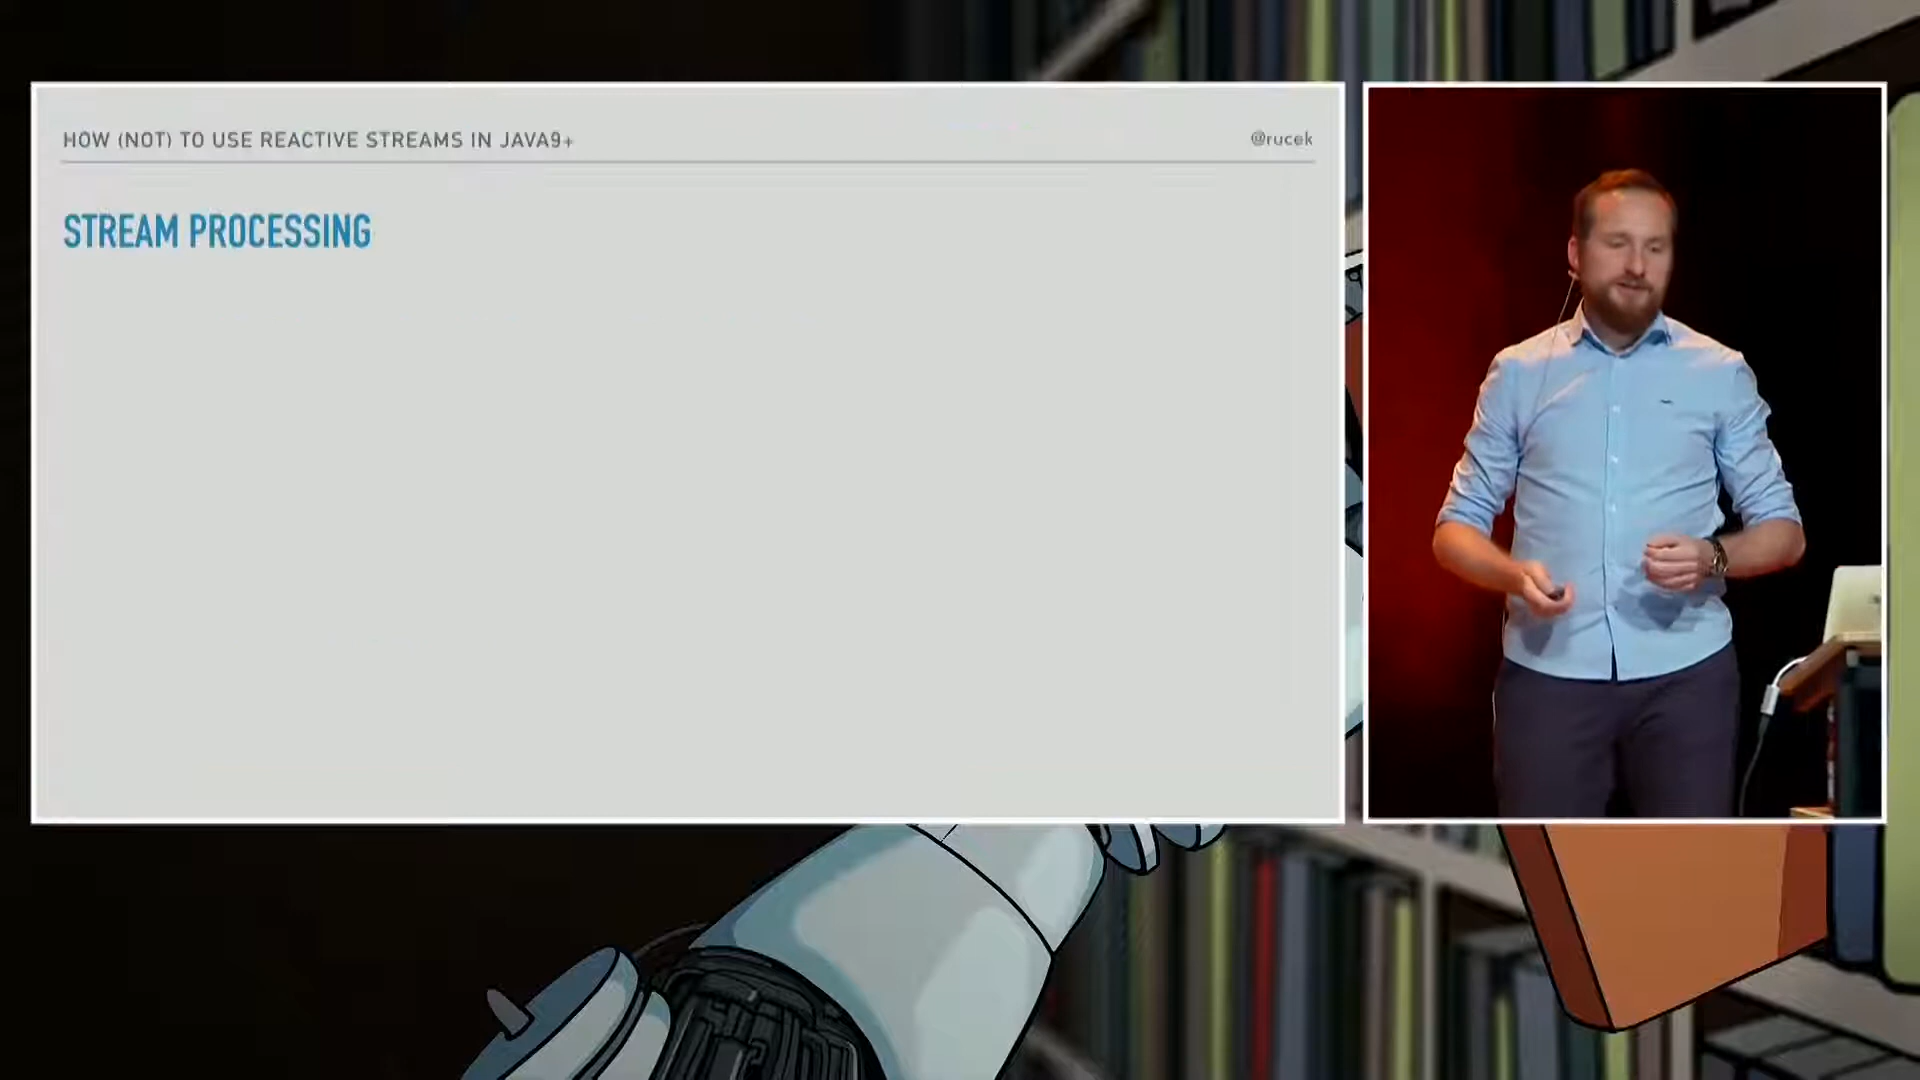 HOW (NOT) TO USE REACTIVE STREAMS IN JAVA9+
@rucek
STREAM PROCESSING